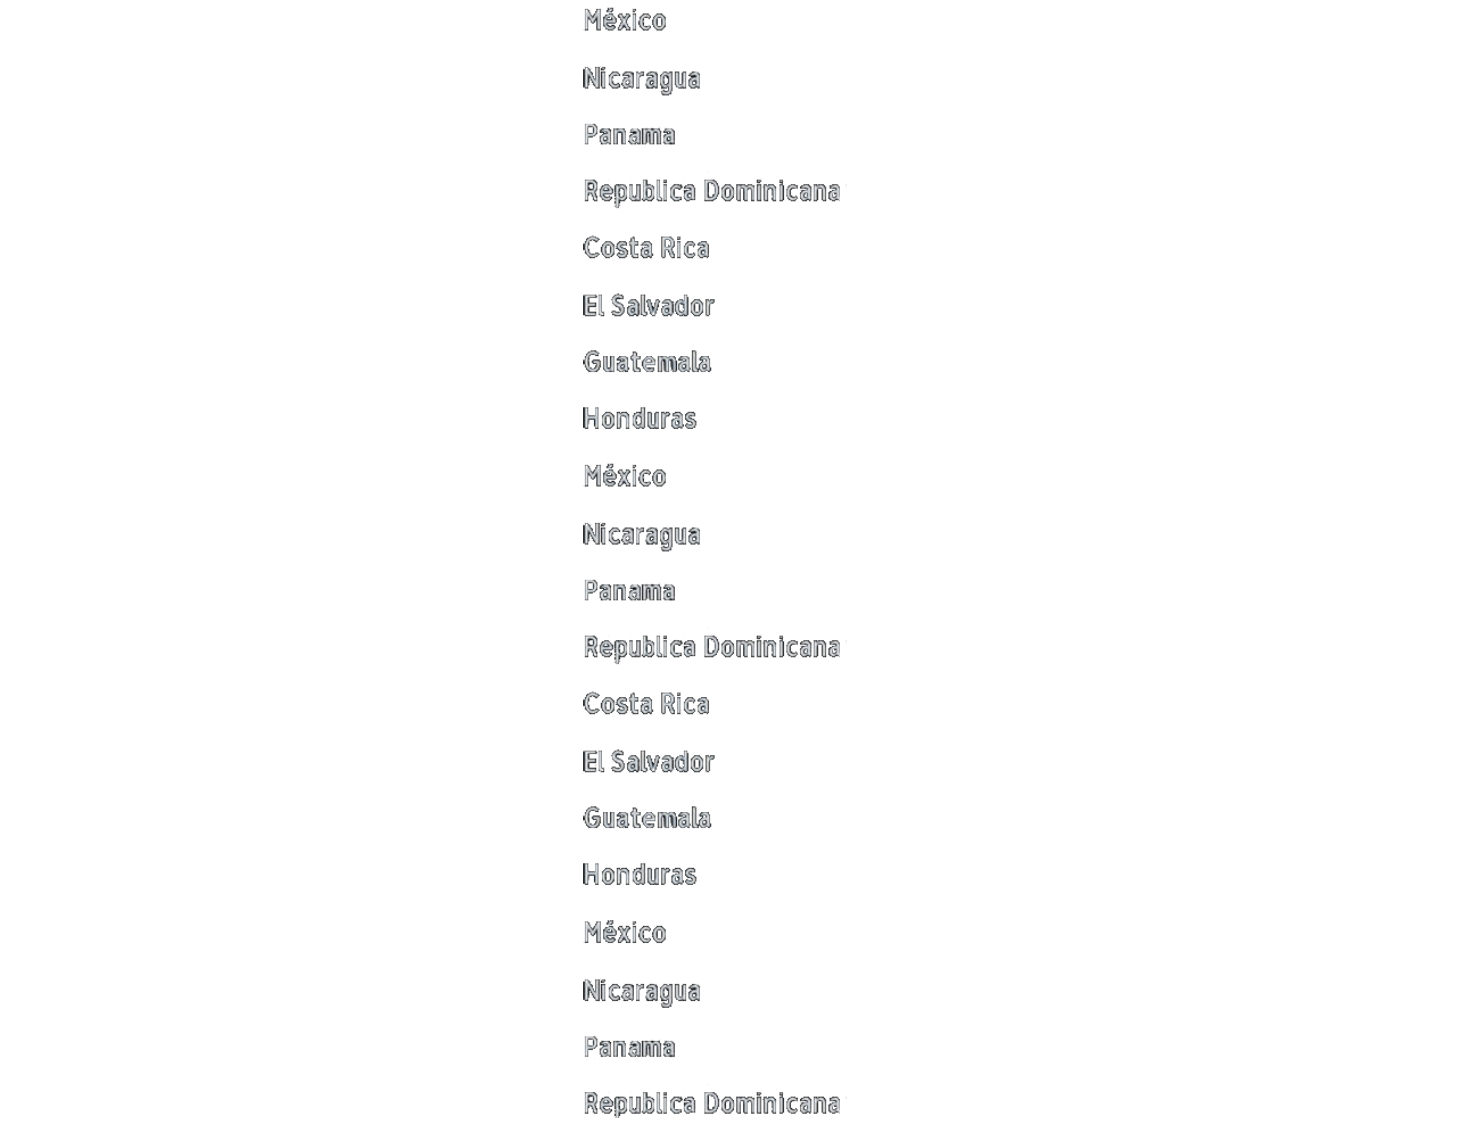 México
Nicaragua
Panama
Republica Dominicana
Costa Rica
El Salvador
Guatemala
Honduras
México
Nicaragua
Panama
Republica Dominicana
Costa Rica
El Salvador
Guatemala
Honduras
México
Nicaragua
Panama
Republica Dominicana